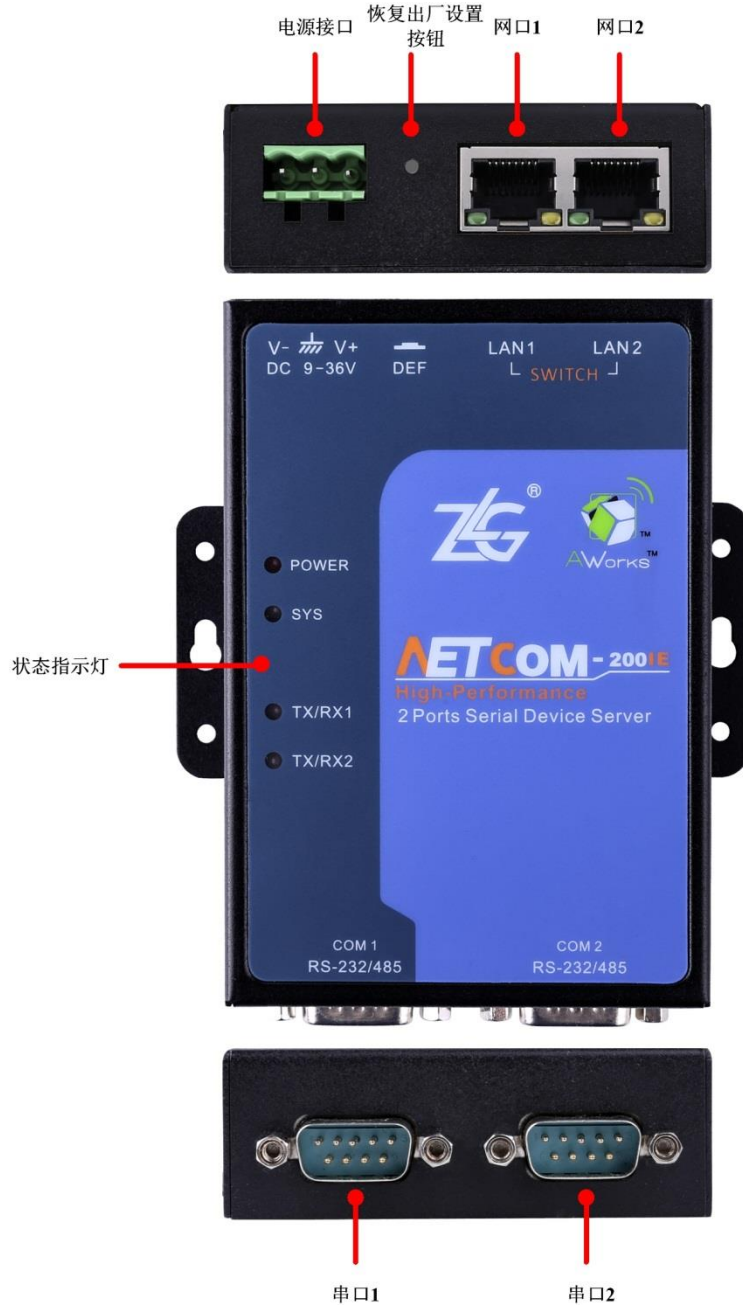 电源接口
恢复出厂设置
按钮
网口1
网口2
V- V+
DC 9-36V
DEF
LAN1 LAN2
SWITCH
ZLG ®
AWorks ™
™
POWER
SYS
状态指示灯
NETCOM-200IE
High-Performance
2 Ports Serial Device Server
TX/RX1
TX/RX2
COM 1
RS-232/485
COM 2
RS-232/485
串口1
串口2